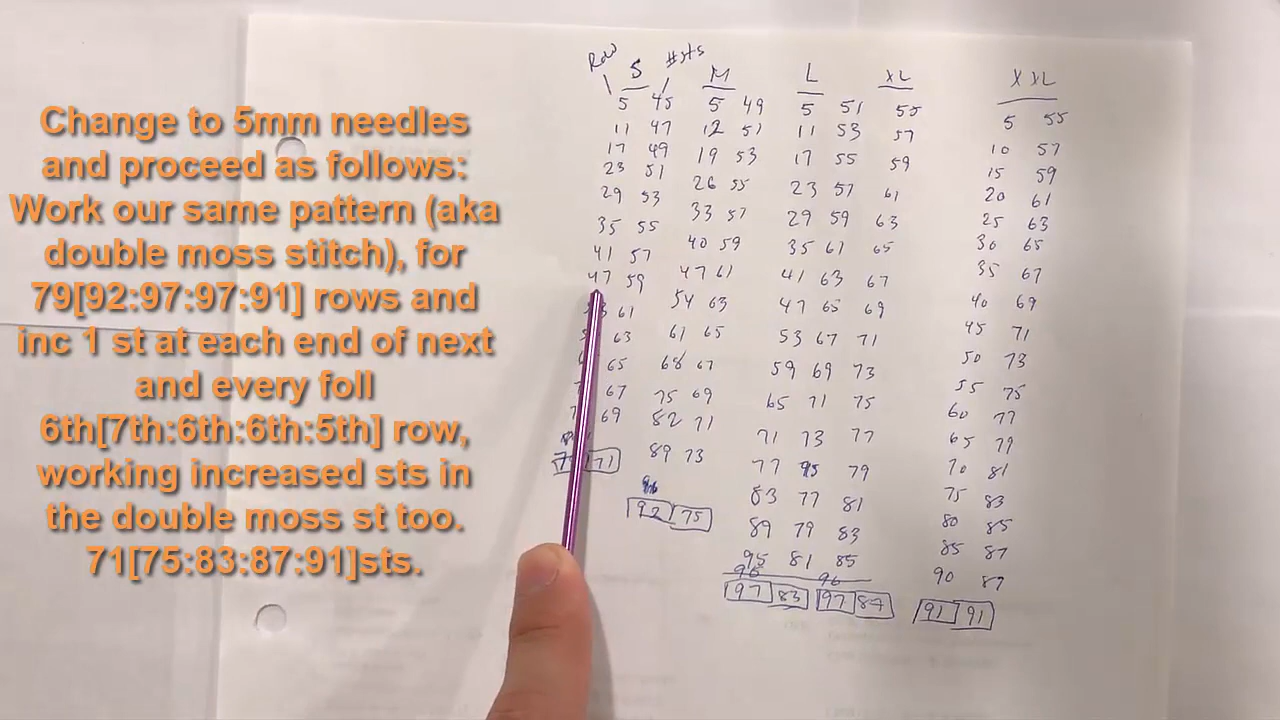 Change to 5mm needles
and proceed as follows:
Work our same pattern (aka
double moss stitch), for
79[92:97:97:91] rows and
inc 1 st at each end of next
and every foll
6th[7th:6th:6th:5th] row,
working increased sts in
the double moss st too.
71[75:83:87:91]sts.
Row #sts
S M L XL XXL
5 45 5 49 5 51 55 5 55
11 47 12 51 11 53 57 10 57
17 49 19 53 17 55 59 15 59
23 51 26 55 23 57 61 20 61
29 53 33 57 29 59 63 25 63
35 55 40 59 35 61 65 30 65
41 57 47 61 41 63 67 35 67
47 59 54 63 47 65 69 40 69
61 61 65 53 67 71 45 71
63 68 67 59 69 73 50 73
65 75 69 65 71 75 55 75
67 82 71 71 73 77 60 77
69 89 73 77 79 65 79
71 92 75 83 77 81 70 81
89 79 83 75 83
95 81 85 80 85
96 96 85 87
97 83 97 87 90 89
91 91